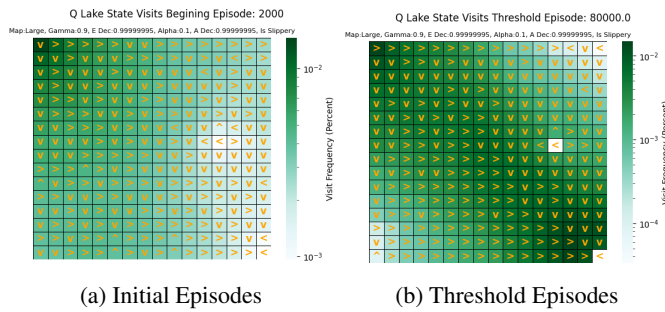 Q Lake State Visits Begining Episode: 2000
Map:Large, Gamma:0.9, E Dec:0.99999995, Alpha:0.1, A Dec:0.99999995, Is Slippery
10⁻²
10⁻³
Visit Frequency (Percent)
(a) Initial Episodes
Q Lake State Visits Threshold Episode: 80000.0
Map:Large, Gamma:0.9, E Dec:0.99999995, Alpha:0.1, A Dec:0.99999995, Is Slippery
10⁻²
10⁻³
10⁻⁴
Visit Frequency (Percent)
(b) Threshold Episodes